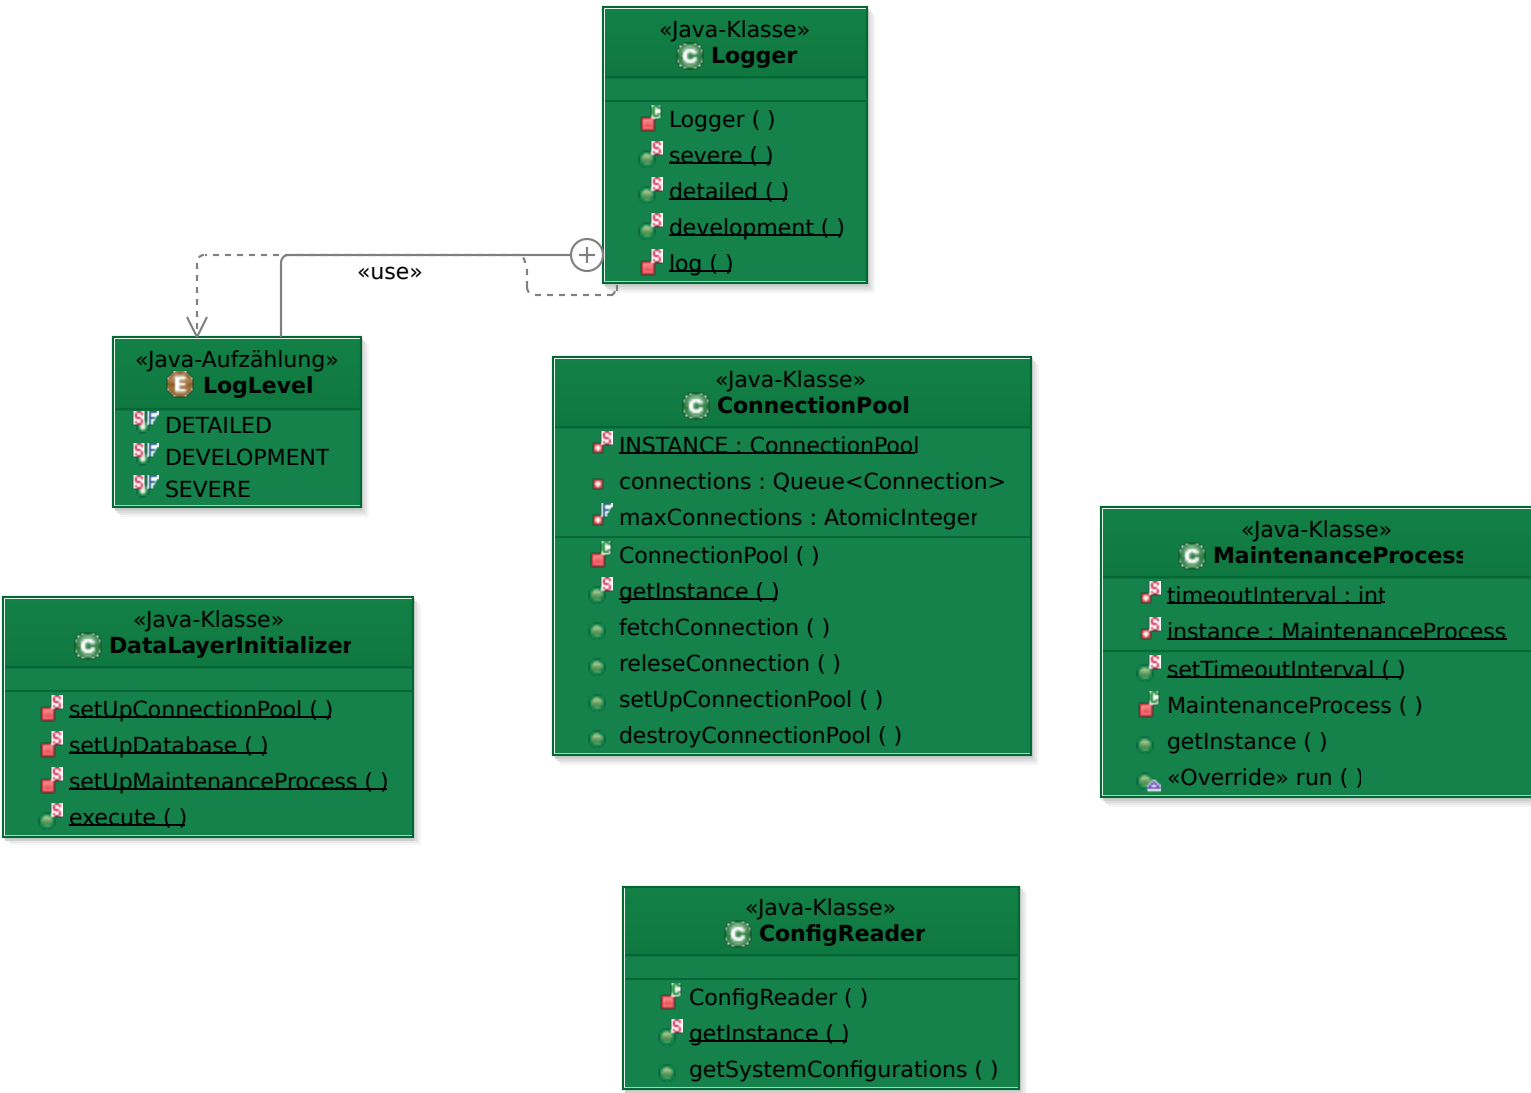 «Java-Klasse»
Logger
Logger ( )
severe ( )
detailed ( )
development ( )
log ( )
«use»
«Java-Aufzählung»
LogLevel
DETAILED
DEVELOPMENT
SEVERE
«Java-Klasse»
ConnectionPool
INSTANCE : ConnectionPool
connections : Queue<Connection>
maxConnections : AtomicInteger
ConnectionPool ( )
getInstance ( )
fetchConnection ( )
releseConnection ( )
setUpConnectionPool ( )
destroyConnectionPool ( )
«Java-Klasse»
MaintenanceProcess
timeoutInterval : int
instance : MaintenanceProcess
setTimeoutInterval ( )
MaintenanceProcess ( )
getInstance ( )
«Override» run ( )
«Java-Klasse»
DataLayerInitializer
setUpConnectionPool ( )
setUpDatabase ( )
setUpMaintenanceProcess ( )
execute ( )
«Java-Klasse»
ConfigReader
ConfigReader ( )
getInstance ( )
getSystemConfigurations ( )